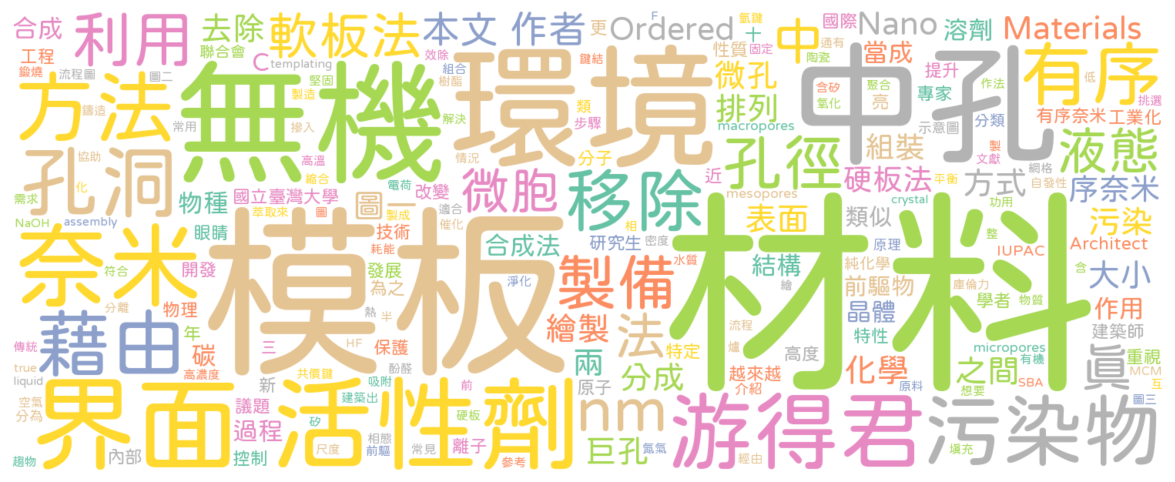 合成
利用
去除
軟板法
本文
作者
更
Ordered
氫鍵
F
十
國際
Nano
溶劑
Materials
工程
聯合會
C
templating
效除
組合
鍵結
性質
固定
中
通有
陶瓷
當成
提升
有序
低
鍛燒
流程圖
圖二
堅固
樹酯
環境
微孔
中孔
含矽
聚合
專家
作法
挑選
方法
鑄造
無機
製造
類
排列
氧化
亮
示意圖
分類
有序奈米
工業化
常用
摻入
解決
步驟
macropores
組裝
製
文獻
網格
液態
孔洞
協助
高溫
縮合
情況
分子
孔徑
近
硬板法
平衡
自發性
化
電荷
微胞
移除
mesopores
crystal
方式
功用
序奈米
需求
物種
國立臺灣大學
萃取來
圖
圖一
改變
製成
適合
催化
相
表面
類似
污染
NaOH
assembly
眼睛
技術
合成法
研究生
密度
原理
整
IUPAC
Architect
奈米
符合
開發
模板
耗能
發展
為之
淨化
製備
水質
結構
繪
材料
純化學
前驅物
庫倫力
學者
物質
含
大小
分離
物理
藉由
年
熱
半
繪製
法
特定
高度
晶體
特性
作用
建築師
傳統
碳
三
HF
保護
兩
流程
爐
micropores
有機
重視
true
liquid
高濃度
新
共價鍵
酚醛
吸附
前
原子
分成
越來越
介紹
化學
原料
之間
想要
SBA
真
MCM
互
空氣
分為
界面活性劑
議題
建築出
硬板
nm
游得君
污染物
圖三
過程
矽
尺度
相態
前驅
常見
離子
參考
巨孔
氮氣
經由
填充
趨物
內部
控制